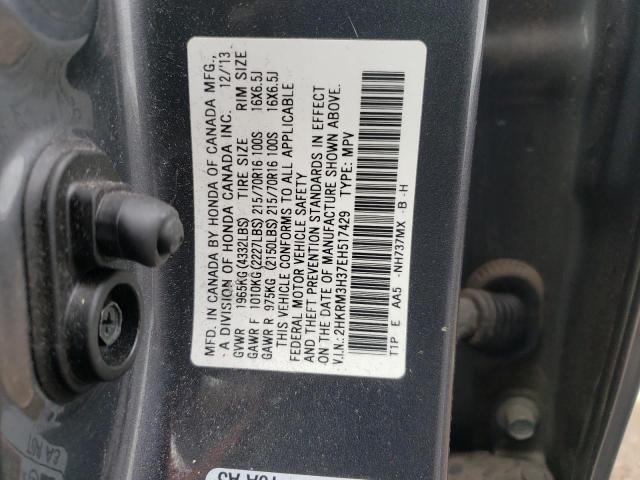 MFD. IN CANADA BY HONDA OF CANADA MFG.,
A DIVISION OF HONDA CANADA INC. 12/13
GVWR 1965KG(4332LBS) TIRE SIZE RIM SIZE
GAWR F 1010KG(2227LBS) 215/70R16 100S 16X6.5J
GAWR R 975KG (2150LBS) 215/70R16 100S 16X6.5J
THIS VEHICLE CONFORMS TO ALL APPLICABLE
FEDERAL MOTOR VEHICLE SAFETY
AND THEFT PREVENTION STANDARDS IN EFFECT
ON THE DATE OF MANUFACTURE SHOWN ABOVE.
V.I.N.: 2HKRM3H37EH517429 TYPE: MPV
TTP E AA5 -NH737MX -B -H